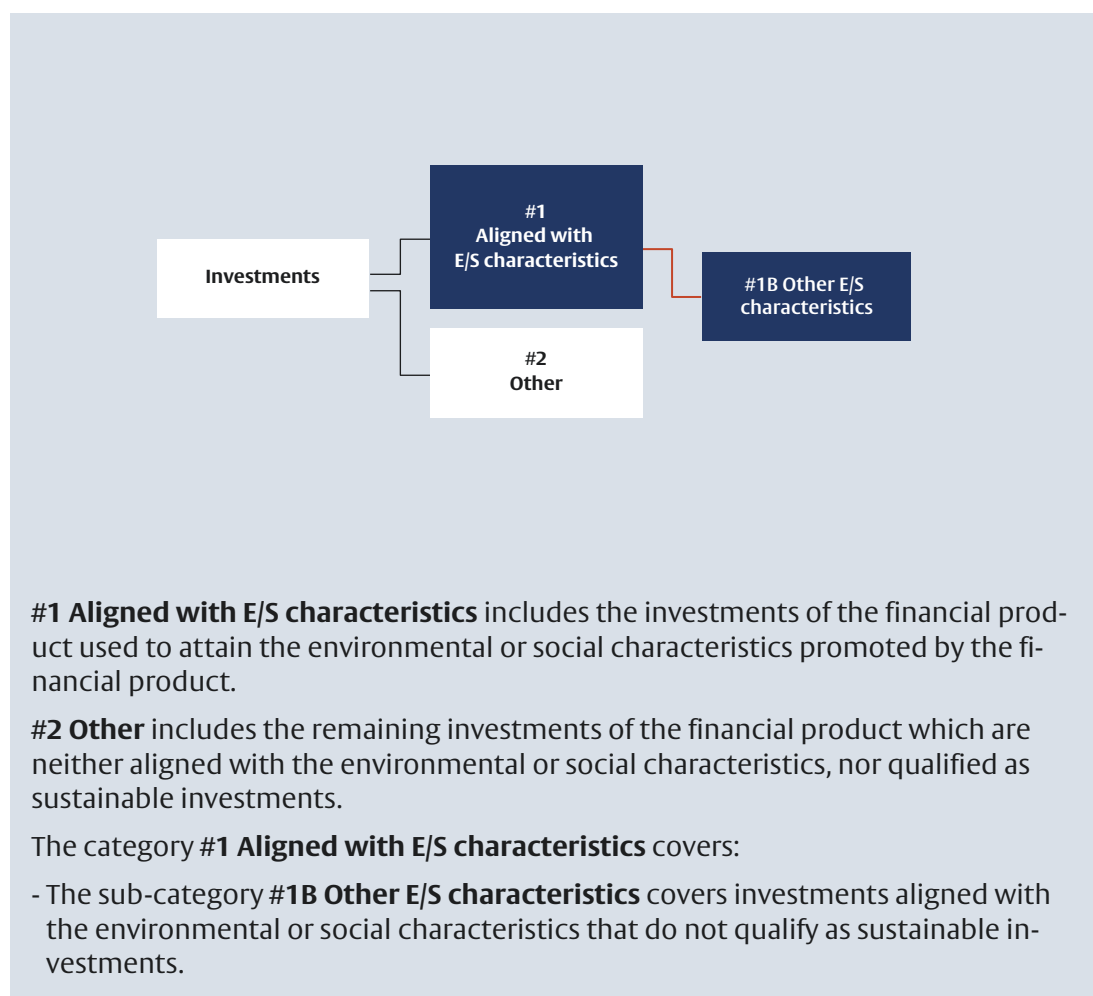 #1
Aligned with
E/S characteristics
Investments
#1B Other E/S
characteristics
#2
Other
#1 Aligned with E/S characteristics includes the investments of the financial prod-
uct used to attain the environmental or social characteristics promoted by the fi-
nancial product.
#2 Other includes the remaining investments of the financial product which are
neither aligned with the environmental or social characteristics, nor qualified as
sustainable investments.
The category #1 Aligned with E/S characteristics covers:
- The sub-category #1B Other E/S characteristics covers investments aligned with
the environmental or social characteristics that do not qualify as sustainable in-
vestments.